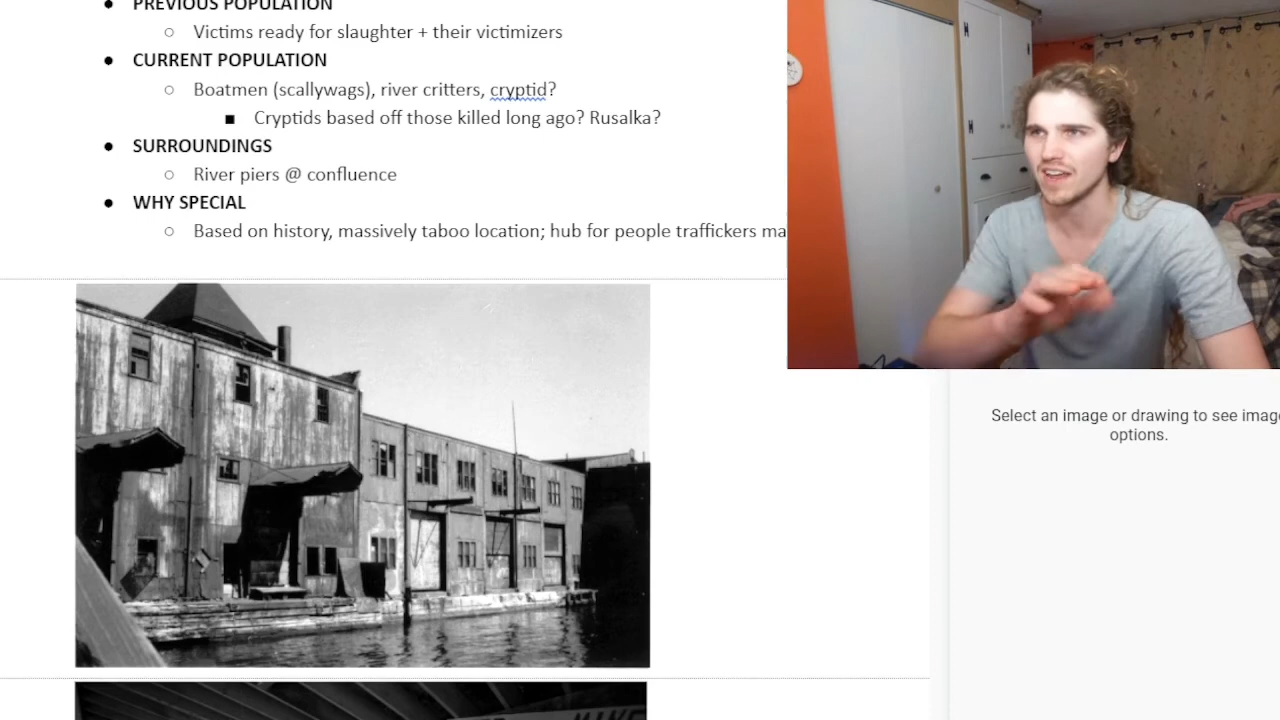 PREVIOUS POPULATION
Victims ready for slaughter + their victimizers
CURRENT POPULATION
Boatmen (scallywags), river critters, cryptid?
Cryptids based off those killed long ago? Rusalka?
SURROUNDINGS
River piers @ confluence
WHY SPECIAL
Based on history, massively taboo location; hub for people traffickers ma
Select an image or drawing to see imag
options.